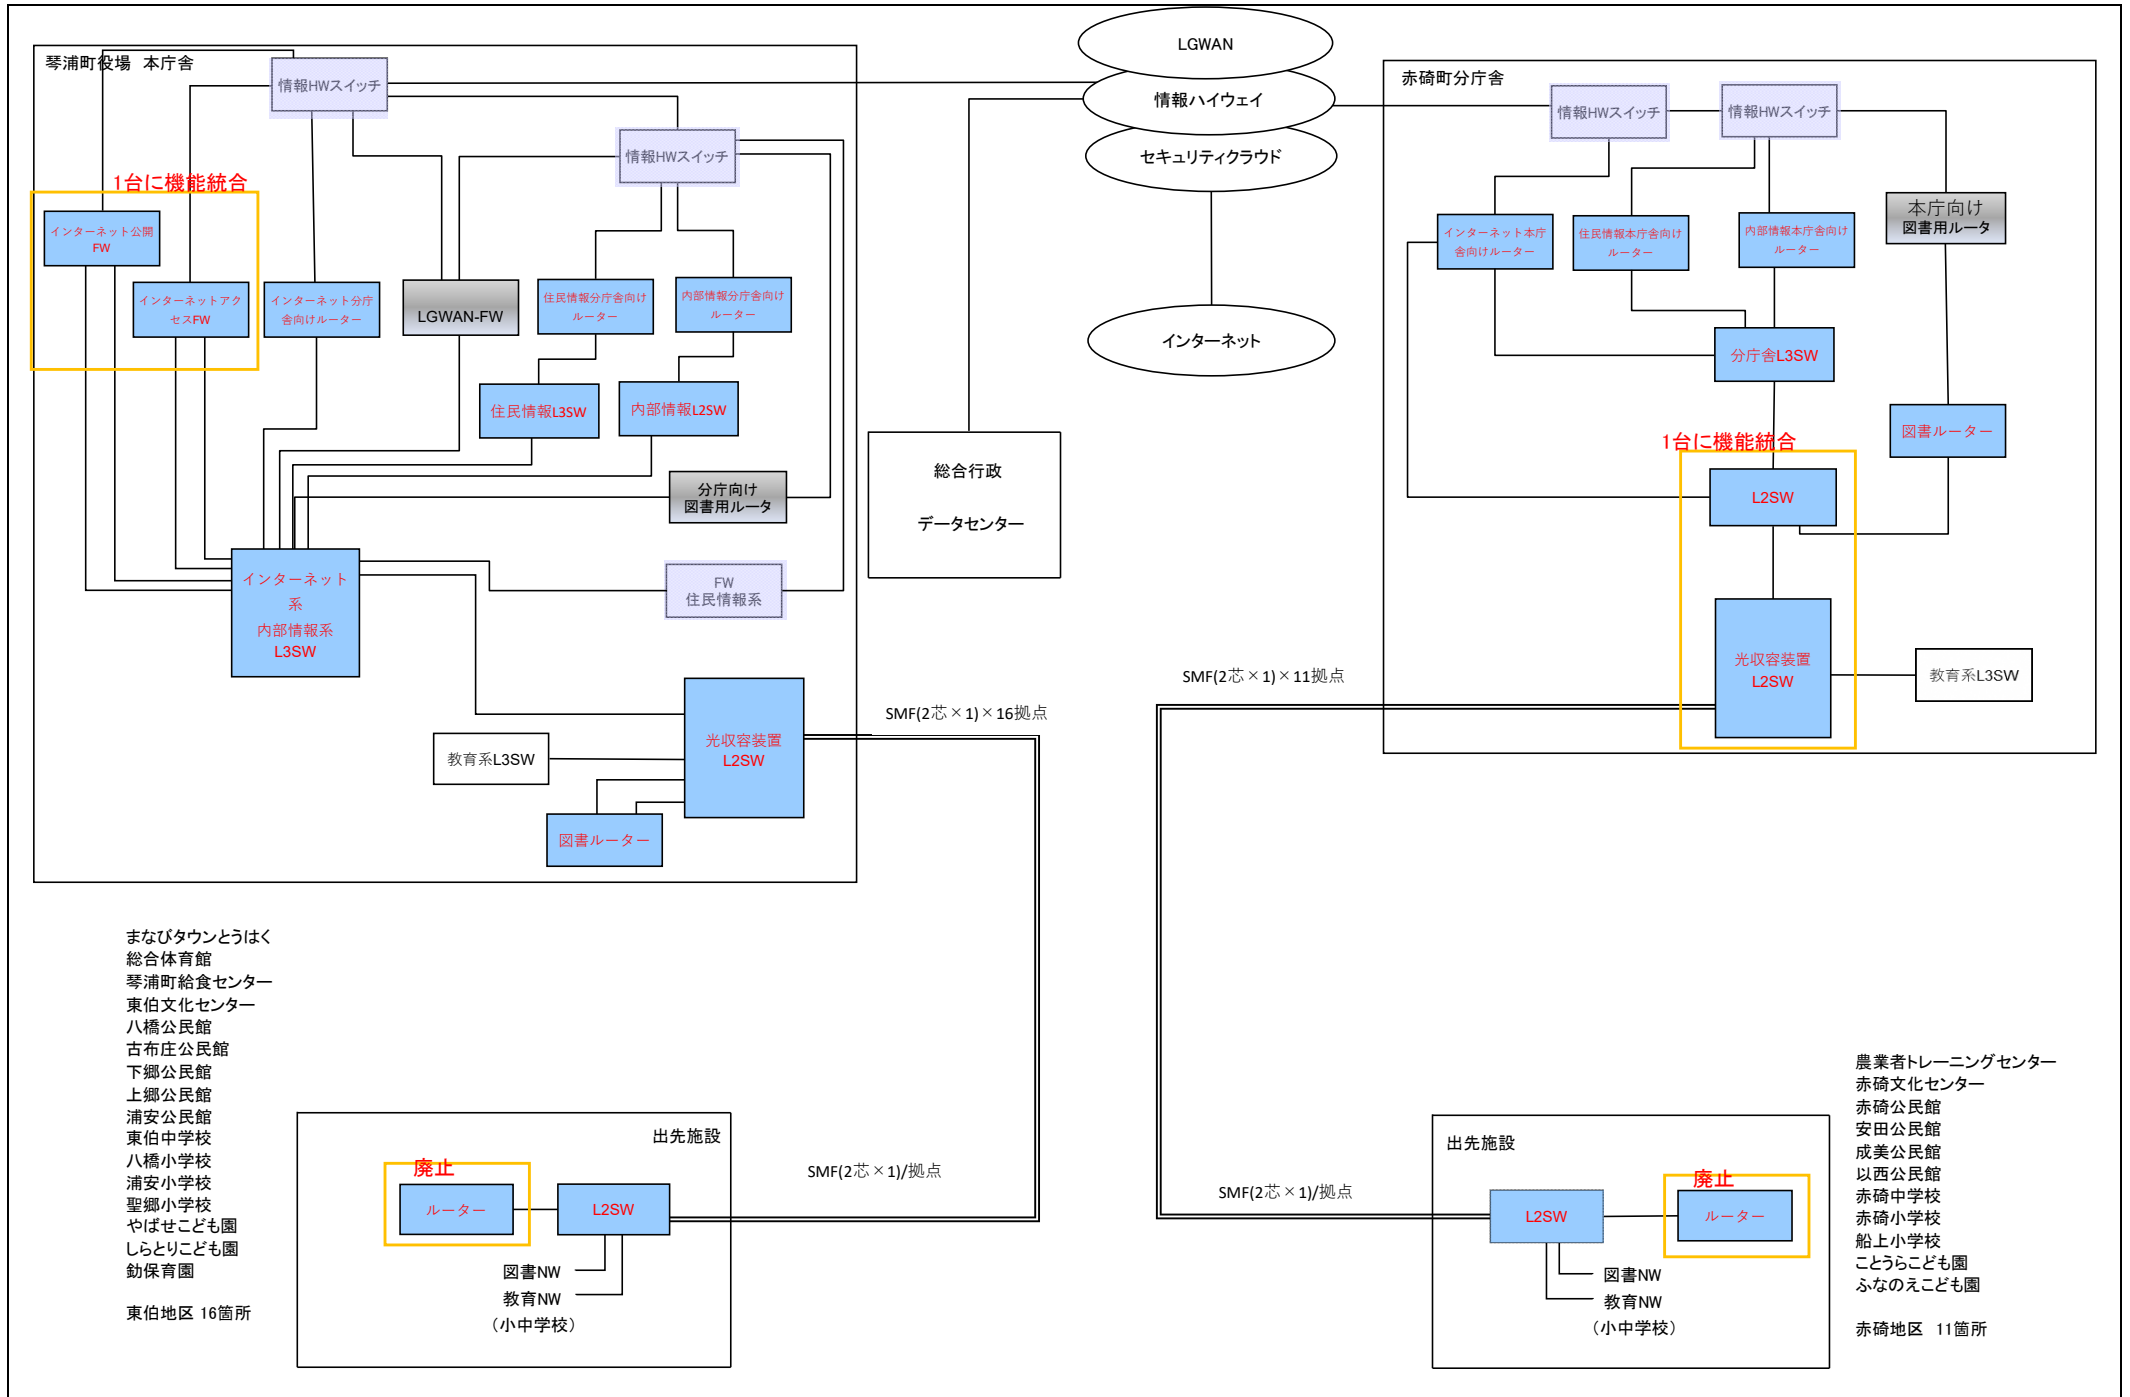 琴浦町役場 本庁舎
情報HWスイッチ
情報HWスイッチ
1台に機能統合
インターネット公開
FW
インターネットアク
セスFW
インターネット分庁
舎向けルーター
LGWAN-FW
住民情報分庁舎向け
ルーター
内部情報分庁舎向け
ルーター
住民情報L3SW
内部情報L2SW
分庁向け
図書用ルータ
インターネット
系
内部情報系
L3SW
FW
住民情報系
教育系L3SW
光収容装置
L2SW
図書ルーター
LGWAN
情報ハイウェイ
セキュリティクラウド
インターネット
総合行政
データセンター
赤碕町分庁舎
情報HWスイッチ
情報HWスイッチ
インターネット本庁
舎向けルーター
住民情報本庁舎向け
ルーター
内部情報本庁舎向け
ルーター
本庁向け
図書用ルータ
分庁舎L3SW
図書ルーター
1台に機能統合
L2SW
光収容装置
L2SW
教育系L3SW
SMF(2芯×1)×16拠点
SMF(2芯×1)×11拠点
まなびタウンとうはく
総合体育館
琴浦町給食センター
東伯文化センター
八橋公民館
古布庄公民館
下郷公民館
上郷公民館
浦安公民館
東伯中学校
八橋小学校
浦安小学校
聖郷小学校
やばせこども園
しらとりこども園
釛保育園
東伯地区 16箇所
出先施設
廃止
ルーター
L2SW
図書NW
教育NW
（小中学校）
SMF(2芯×1)/拠点
SMF(2芯×1)/拠点
出先施設
L2SW
廃止
ルーター
図書NW
教育NW
（小中学校）
農業者トレーニングセンター
赤碕文化センター
赤碕公民館
安田公民館
成美公民館
以西公民館
赤碕中学校
赤碕小学校
船上小学校
ことうらこども園
ふなのえこども園
赤碕地区 11箇所